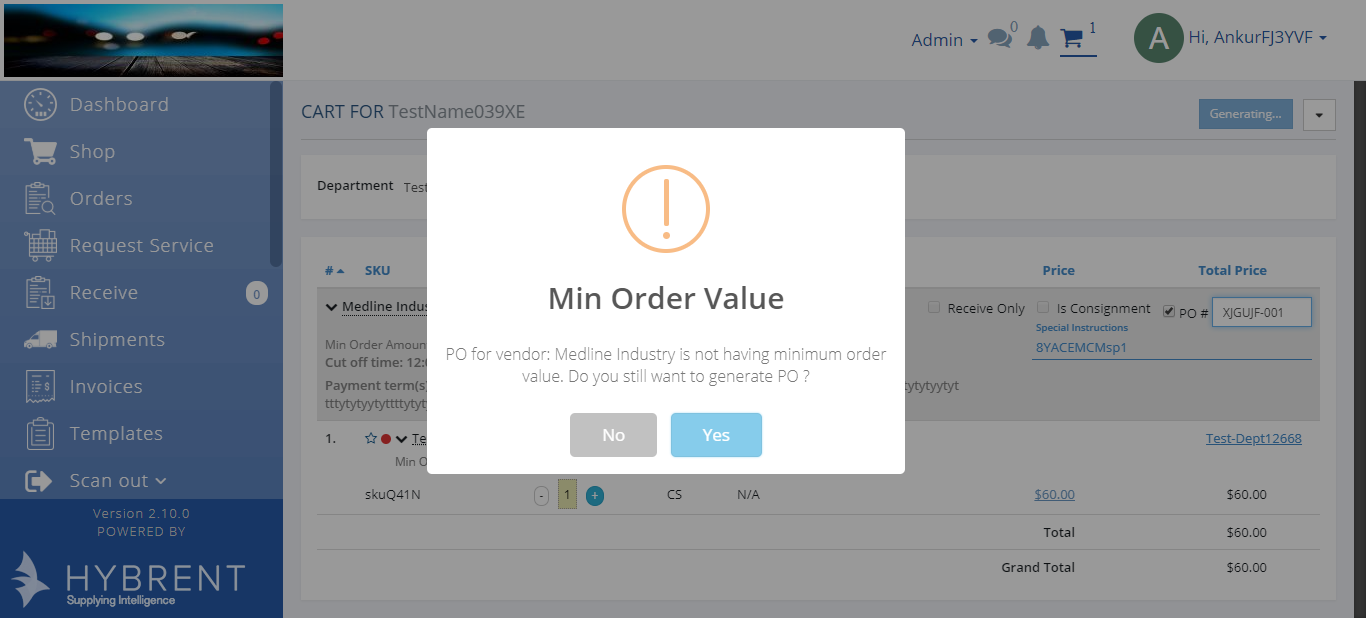 Admin
0
1
A
Hi, AnkurFJ3YVF
Dashboard
Shop
Orders
Request Service
Receive
0
Shipments
Invoices
Templates
Scan out
Version 2.10.0
POWERED BY
HYBRENT
Supplying Intelligence
CART FOR TestName039XE
Generating...
Department Test
# SKU Price Total Price
Medline Indus
Receive Only
Is Consignment
PO # XJGUJF-001
Special Instructions
8YACEMCMsp1
Min Order Amoun
Cut off time: 12:0
Payment term(s)
tytytyytyt
tttytytyytyttttytyt
Min Order Value
PO for vendor: Medline Industry is not having minimum order
value. Do you still want to generate PO ?
No Yes
1. Te Test-Dept12668
Min O
skuQ41N - 1 + CS N/A $60.00 $60.00
Total $60.00
Grand Total $60.00